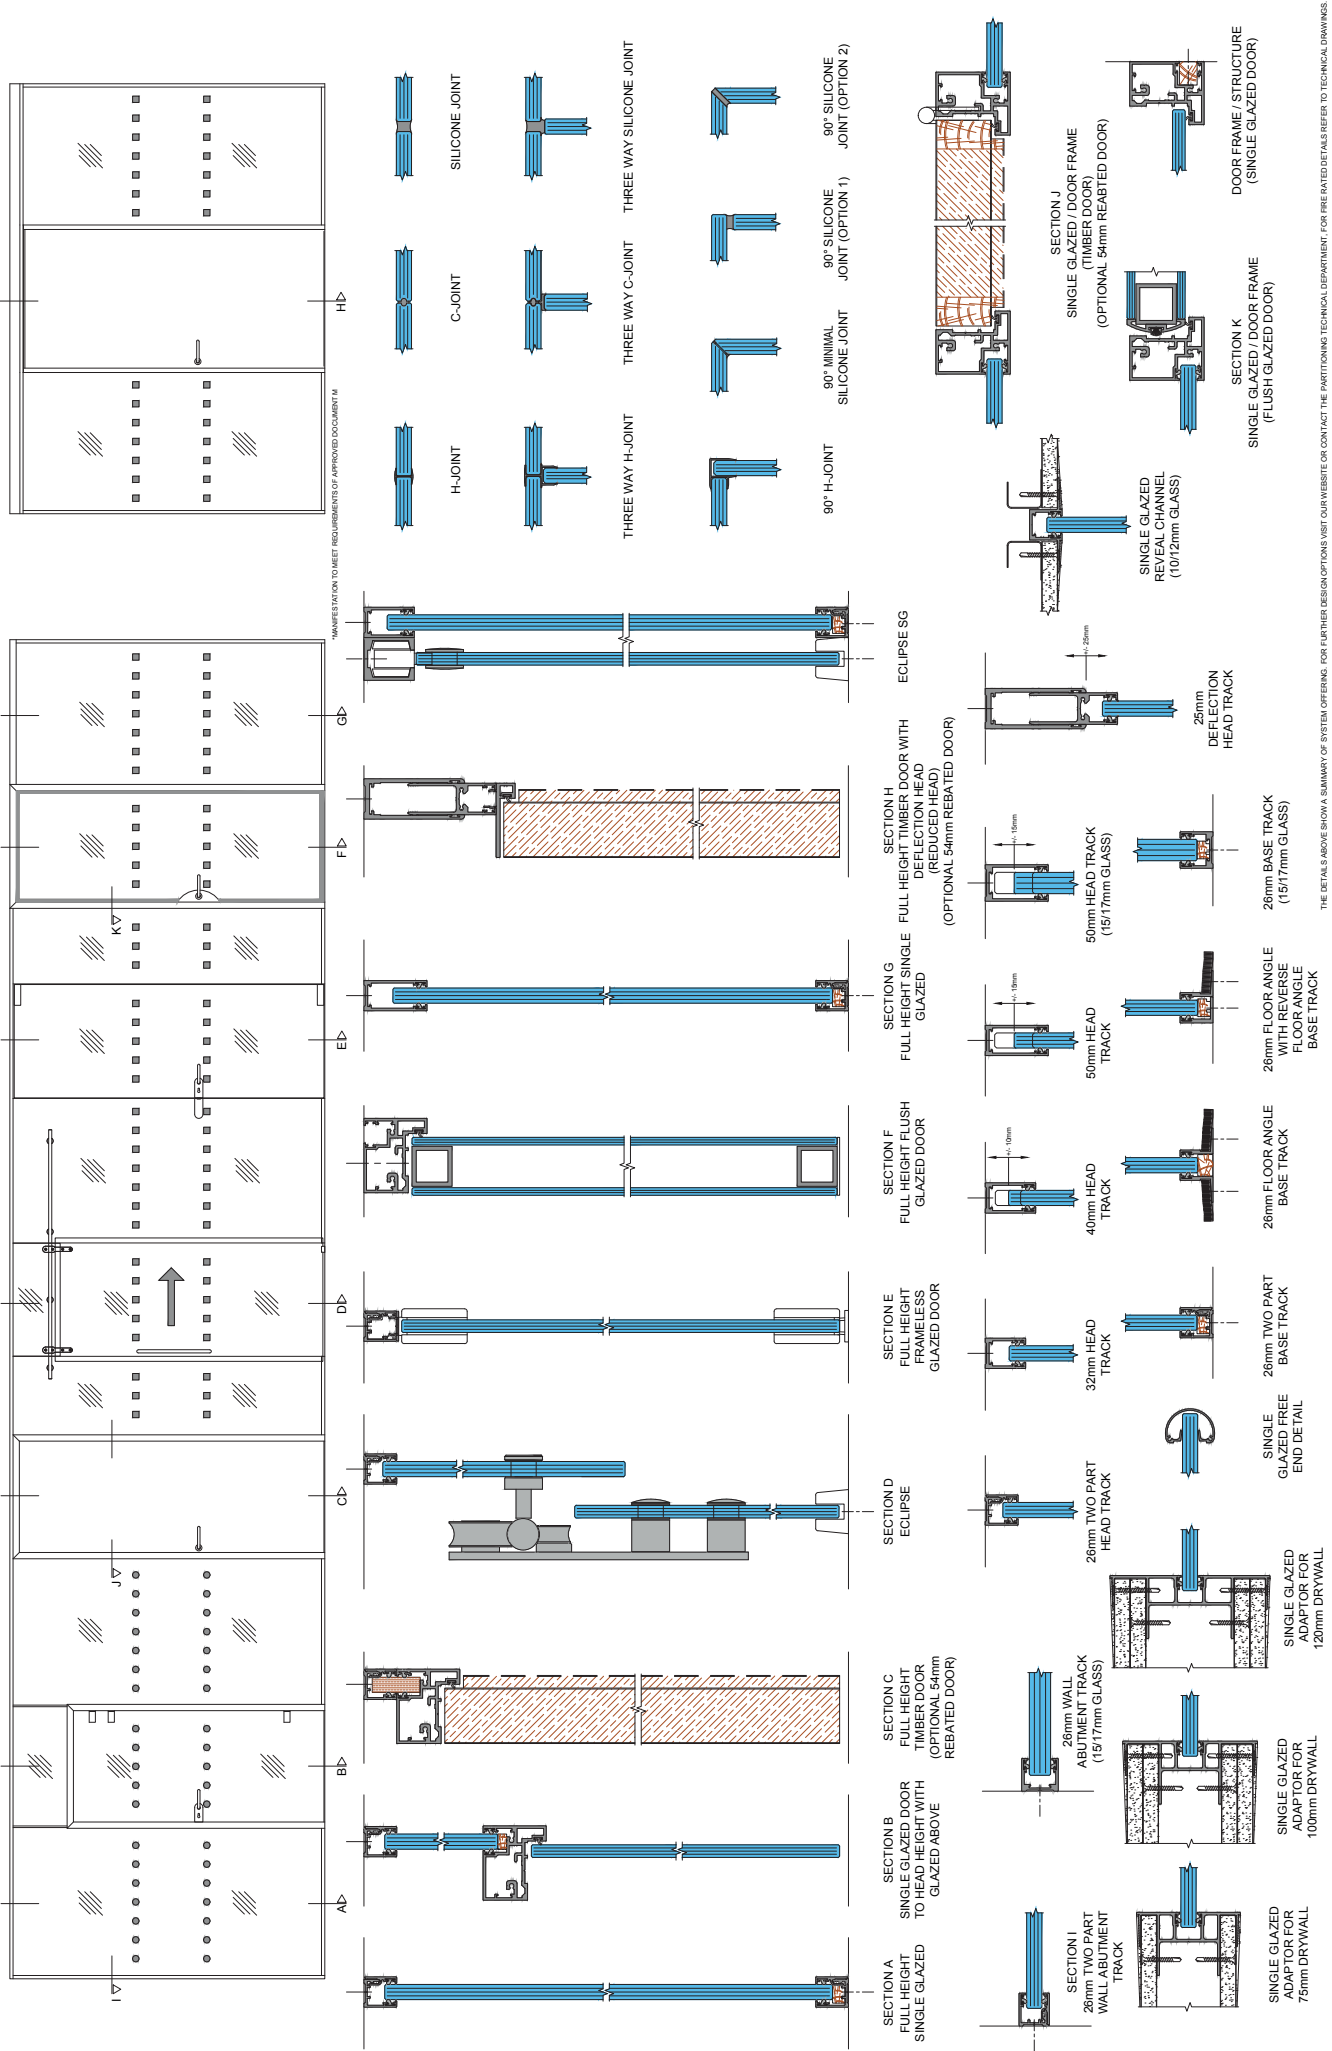 I
A
B
J
C
D
E
K
F
G
H
*MANIFESTATION TO MEET REQUIREMENTS OF APPROVED DOCUMENT M
SECTION A
FULL HEIGHT
SINGLE GLAZED
SECTION B
SINGLE GLAZED DOOR
TO HEAD HEIGHT WITH
GLAZED ABOVE
SECTION C
FULL HEIGHT
TIMBER DOOR
(OPTIONAL 54mm
REBATED DOOR)
SECTION D
ECLIPSE
SECTION E
FULL HEIGHT
FRAMELESS
GLAZED DOOR
SECTION F
FULL HEIGHT FLUSH
GLAZED DOOR
SECTION G
FULL HEIGHT SINGLE
GLAZED
SECTION H
FULL HEIGHT TIMBER DOOR WITH
DEFLECTION HEAD
(REDUCED HEAD)
(OPTIONAL 54mm REBATED DOOR)
ECLIPSE SG
H-JOINT
C-JOINT
SILICONE JOINT
THREE WAY H-JOINT
THREE WAY C-JOINT
THREE WAY SILICONE JOINT
90° H-JOINT
90° MINIMAL
SILICONE JOINT
90° SILICONE
JOINT (OPTION 1)
90° SILICONE
JOINT (OPTION 2)
SECTION I
26mm TWO PART
WALL ABUTMENT
TRACK
26mm WALL
ABUTMENT TRACK
(15/17mm GLASS)
26mm TWO PART
HEAD TRACK
32mm HEAD
TRACK
+/- 10mm
40mm HEAD
TRACK
+/- 15mm
50mm HEAD
TRACK
+/- 15mm
50mm HEAD TRACK
(15/17mm GLASS)
+/- 25mm
25mm
DEFLECTION
HEAD TRACK
SINGLE GLAZED
REVEAL CHANNEL
(10/12mm GLASS)
SECTION J
SINGLE GLAZED / DOOR FRAME
(TIMBER DOOR)
(OPTIONAL 54mm REABTED DOOR)
SINGLE GLAZED
ADAPTOR FOR
75mm DRYWALL
SINGLE GLAZED
ADAPTOR FOR
100mm DRYWALL
SINGLE GLAZED
ADAPTOR FOR
120mm DRYWALL
SINGLE
GLAZED FREE
END DETAIL
26mm TWO PART
BASE TRACK
26mm FLOOR ANGLE
BASE TRACK
26mm FLOOR ANGLE
WITH REVERSE
FLOOR ANGLE
BASE TRACK
26mm BASE TRACK
(15/17mm GLASS)
SECTION K
SINGLE GLAZED / DOOR FRAME
(FLUSH GLAZED DOOR)
DOOR FRAME / STRUCTURE
(SINGLE GLAZED DOOR)
THE DETAILS ABOVE SHOW A SUMMARY OF SYSTEM OFFERING. FOR FURTHER DESIGN OPTIONS VISIT OUR WEBSITE OR CONTACT THE PARTITIONING TECHNICAL DEPARTMENT. FOR FIRE RATED DETAILS REFER TO TECHNICAL DRAWINGS.